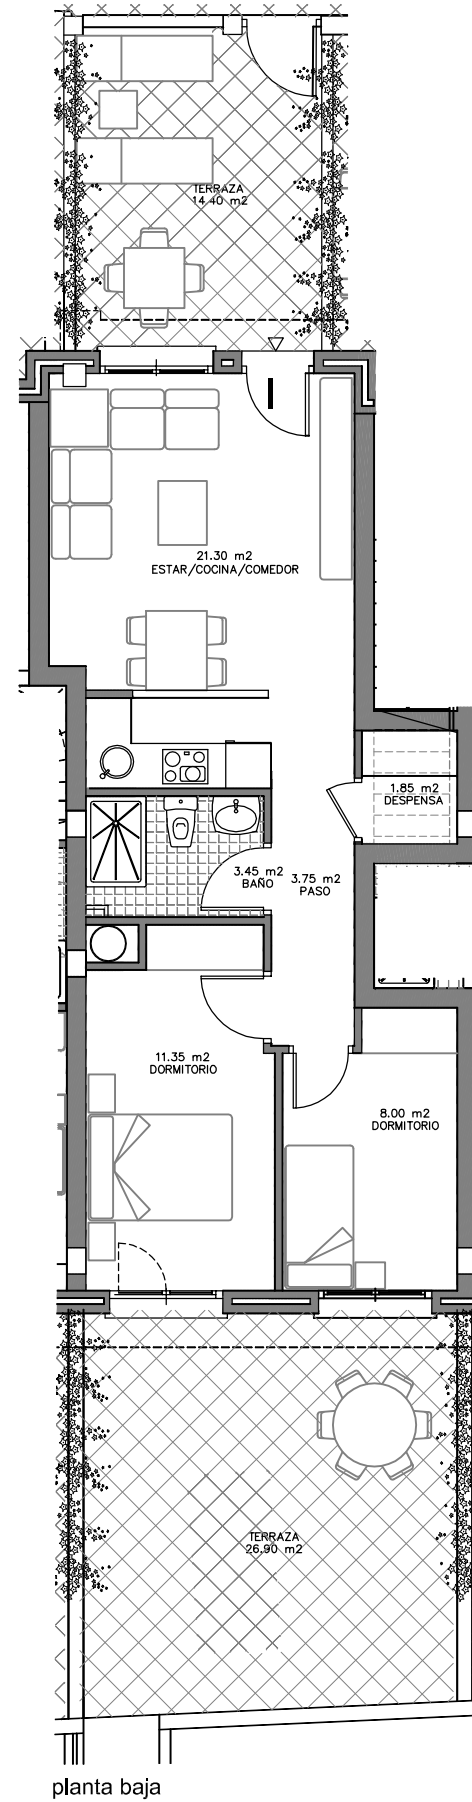 TERRAZA
14.40 m2
21.30 m2
ESTAR/COCINA/COMEDOR
1.85 m2
DESPENSA
3.45 m2
BAÑO
3.75 m2
PASO
11.35 m2
DORMITORIO
8.00 m2
DORMITORIO
TERRAZA
26.90 m2
planta baja